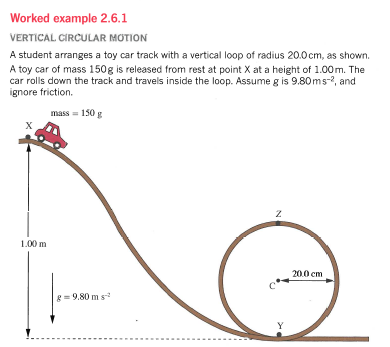 Worked example 2.6.1
VERTICAL CIRCULAR MOTION
A student arranges a toy car track with a vertical loop of radius 20.0 cm, as shown.
A toy car of mass 150 g is released from rest at point X at a height of 1.00 m. The
car rolls down the track and travels inside the loop. Assume g is 9.80 m s⁻², and
ignore friction.
mass = 150 g
X
Z
1.00 m
20.0 cm
C
g = 9.80 m s⁻²
Y